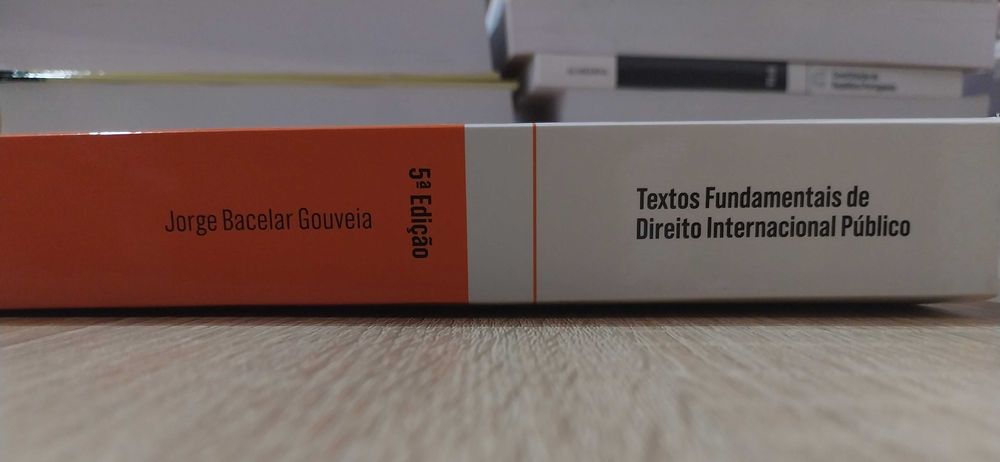 Jorge Bacelar Gouveia
5ª Edição
Textos Fundamentais de
Direito Internacional Público